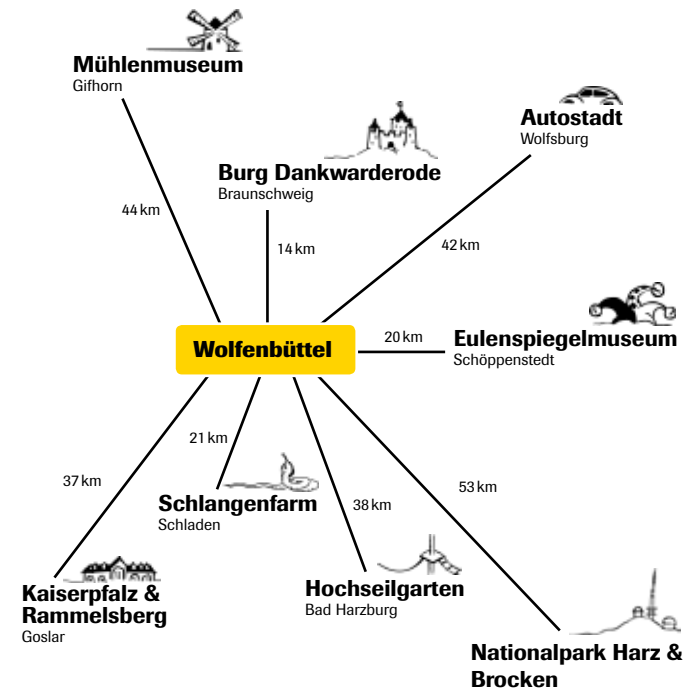 Mühlenmuseum
Gifhorn
Autostadt
Wolfsburg
Burg Dankwarderode
Braunschweig
44 km
14 km
42 km
Wolfenbüttel
20 km
Eulenspiegelmuseum
Schöppenstedt
21 km
37 km
Schlangenfarm
Schladen
38 km
53 km
Kaiserpfalz &
Rammelsberg
Goslar
Hochseilgarten
Bad Harzburg
Nationalpark Harz &
Brocken